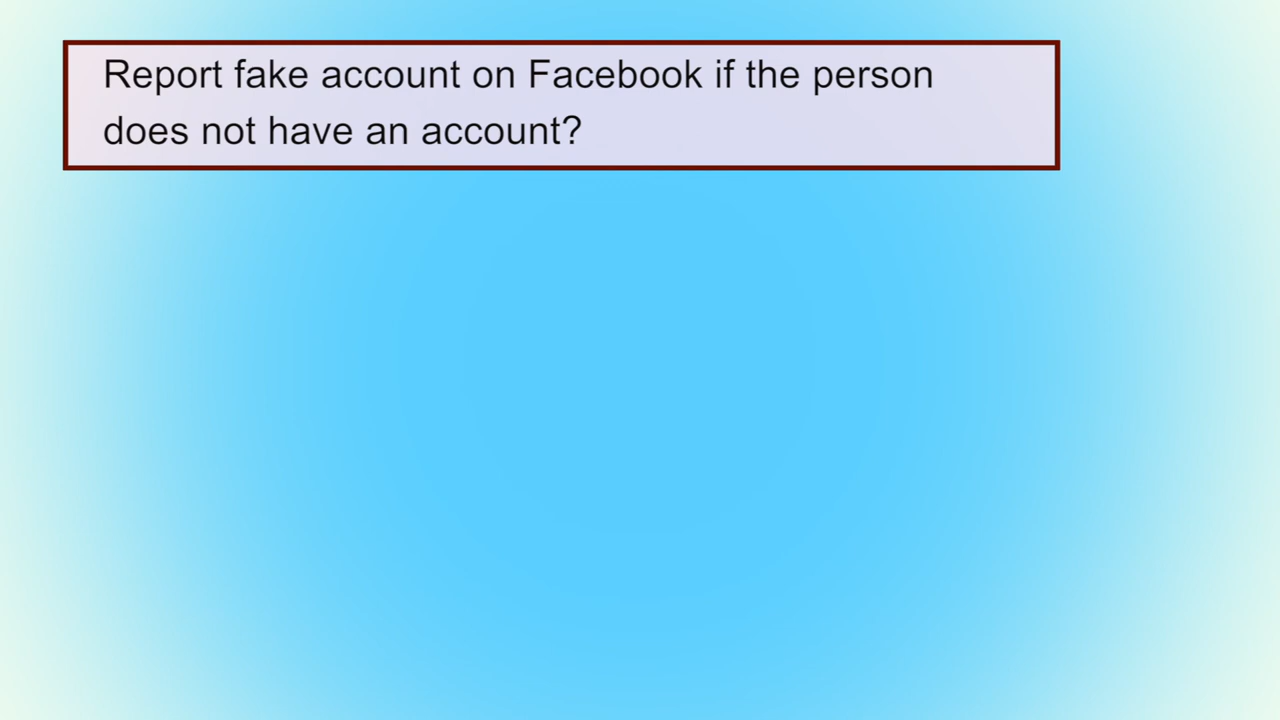 Report fake account on Facebook if the person
does not have an account?